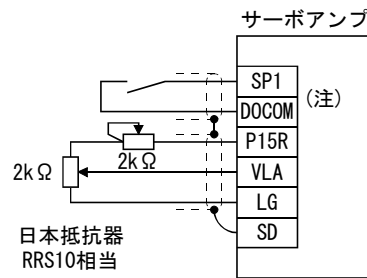 サーボアンプ
SP1
(注)
DOCOM
P15R
2kΩ
VLA
2kΩ
LG
SD
日本抵抗器
RRS10相当